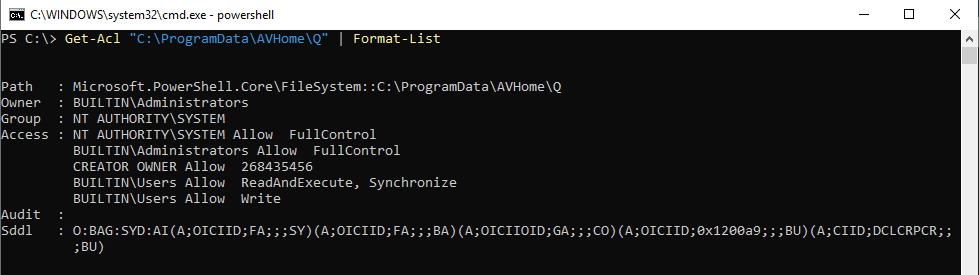 C:\WINDOWS\system32\cmd.exe - powershell
PS C:\> Get-Acl "C:\ProgramData\AVHome\Q" | Format-List
Path   : Microsoft.PowerShell.Core\FileSystem::C:\ProgramData\AVHome\Q
Owner  : BUILTIN\Administrators
Group  : NT AUTHORITY\SYSTEM
Access : NT AUTHORITY\SYSTEM Allow  FullControl
         BUILTIN\Administrators Allow  FullControl
         CREATOR OWNER Allow  268435456
         BUILTIN\Users Allow  ReadAndExecute, Synchronize
         BUILTIN\Users Allow  Write
Audit  :
Sddl   : O:BAG:SYD:AI(A;OICIID;FA;;;SY)(A;OICIID;FA;;;BA)(A;OICIIOID;GA;;;CO)(A;OICIID;0x1200a9;;;BU)(A;CIID;DCLCRPCR;;
         ;BU)